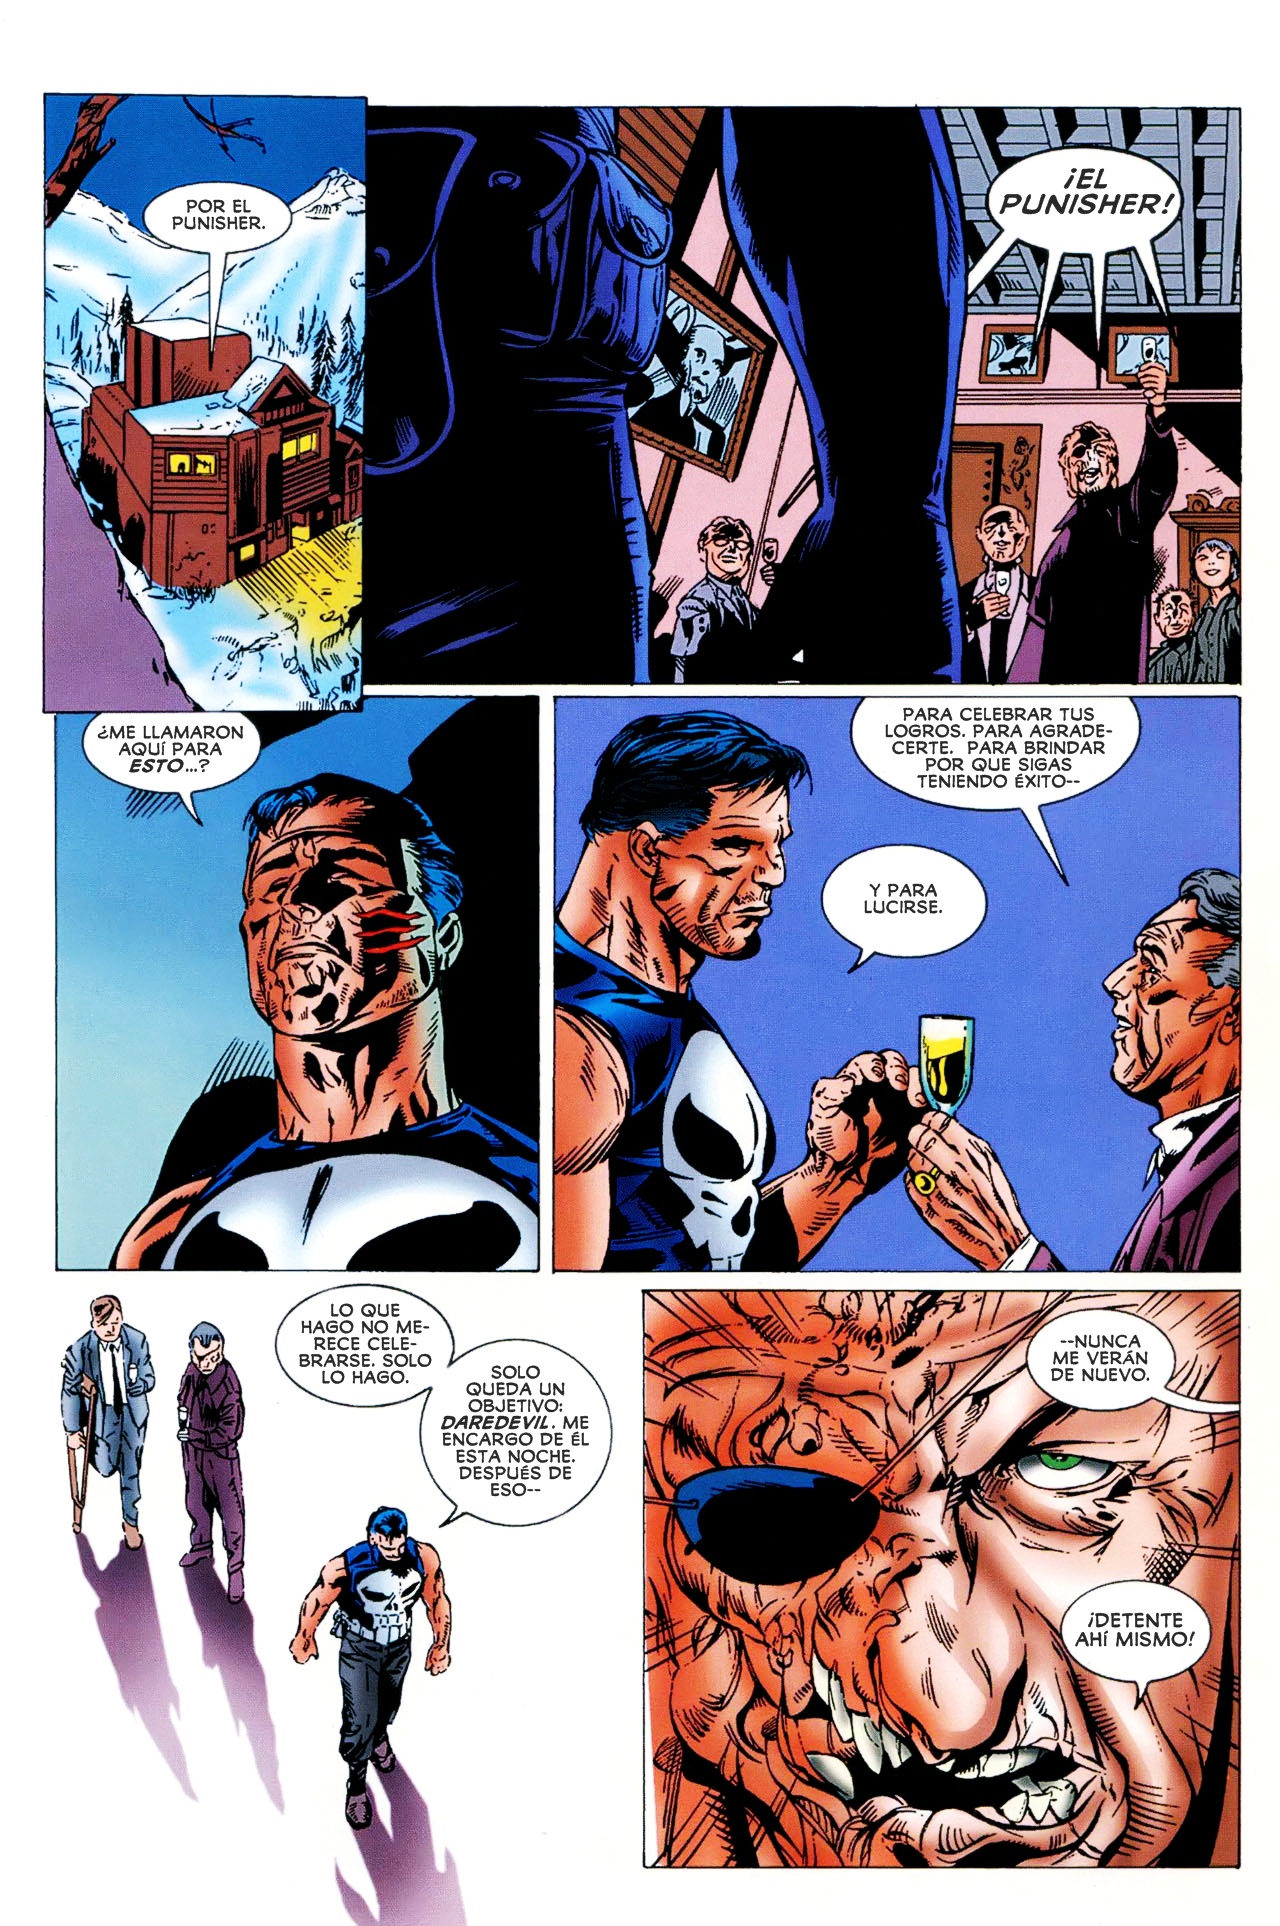 POR EL
PUNISHER.
¡EL
PUNISHER!
¿ME LLAMARON
AQUÍ PARA
ESTO...?
PARA CELEBRAR TUS
LOGROS. PARA AGRADE-
CERTE. PARA BRINDAR
POR QUE SIGAS
TENIENDO ÉXITO--
Y PARA
LUCIRSE.
LO QUE
HAGO NO ME-
RECE CELE-
BRARSE. SOLO
LO HAGO.
SOLO
QUEDA UN
OBJETIVO:
DAREDEVIL. ME
ENCARGO DE ÉL
ESTA NOCHE.
DESPUÉS DE
ESO--
--NUNCA
ME VERÁN
DE NUEVO.
¡DETENTE
AHÍ MISMO!